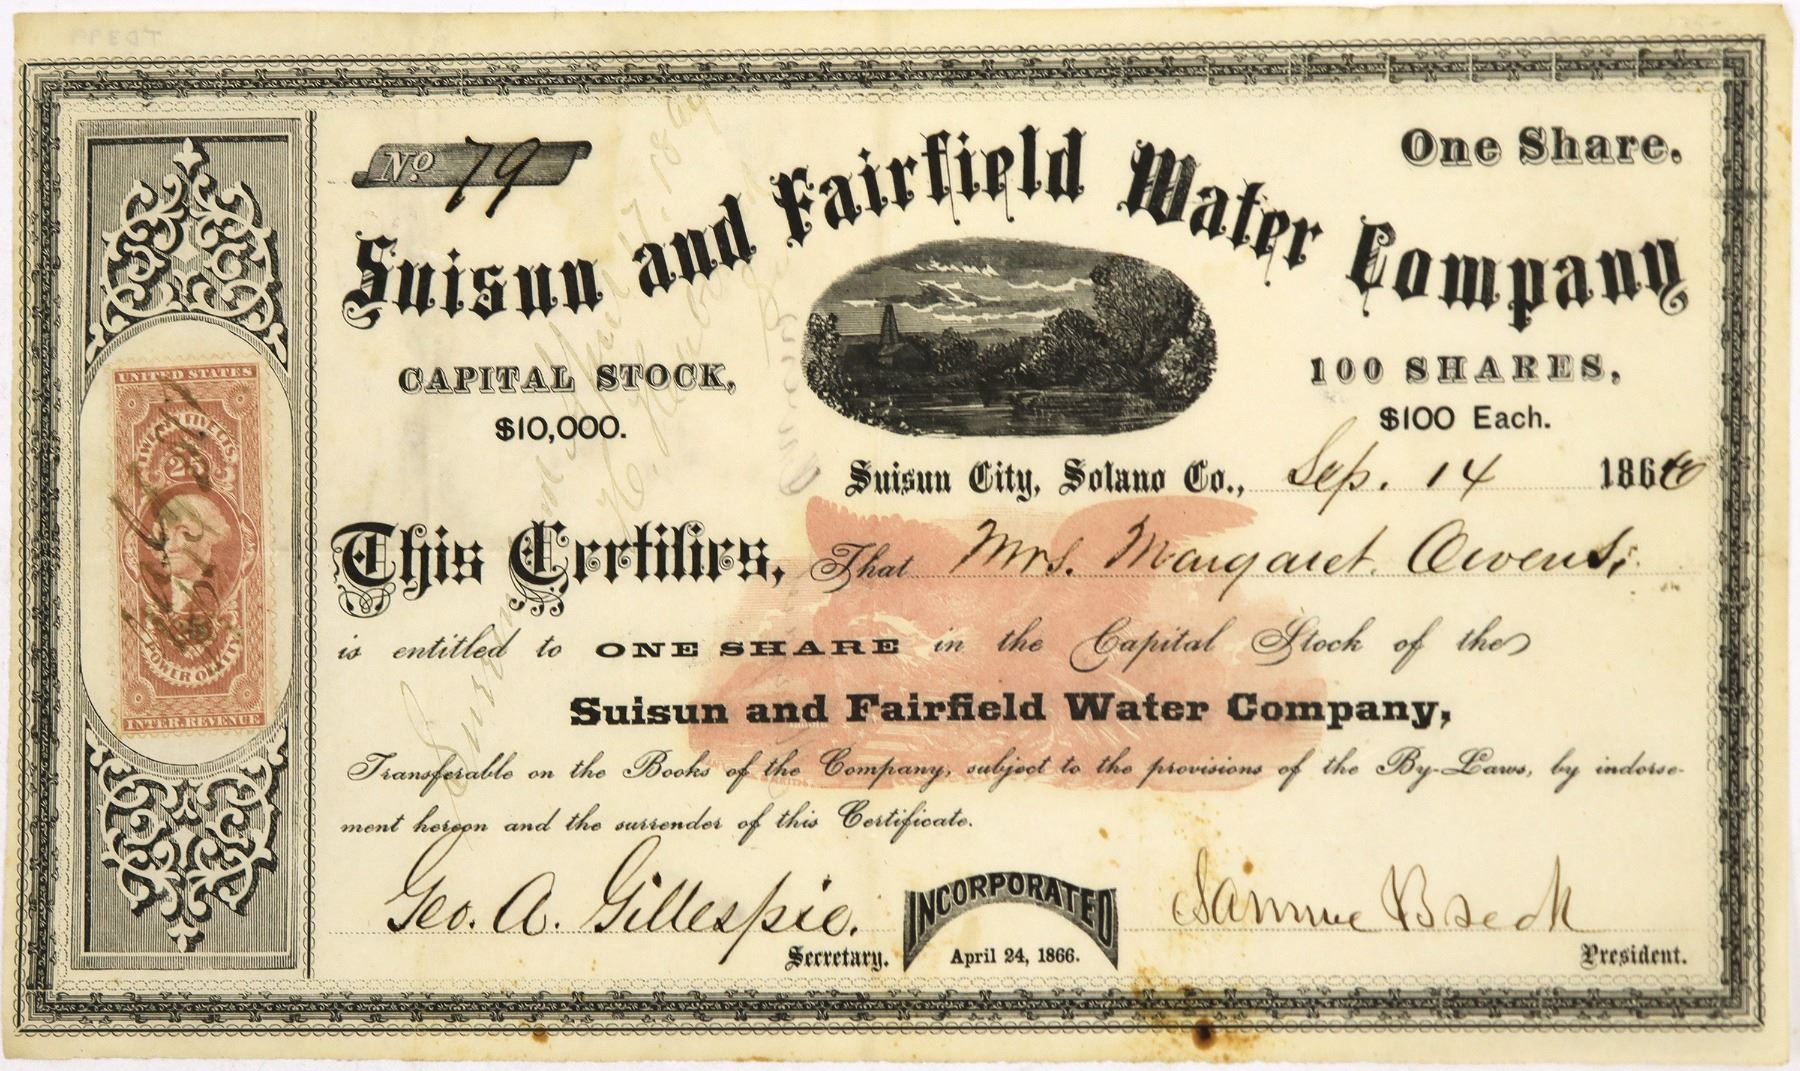 No. 79
One Share.
Suisun and Fairfield Water Company
CAPITAL STOCK,
$10,000.
100 SHARES,
$100 Each.
Suisun City, Solano Co., Sep. 14 1866
This Certifies, That Mrs. Margaret Owens,
is entitled to ONE SHARE in the Capital Stock of the
Suisun and Fairfield Water Company,
Transferable on the Books of the Company, subject to the provisions of the By-Laws, by indorse-
ment hereon and the surrender of this Certificate.
Geo. A. Gillespie.
Secretary.
INCORPORATED
April 24, 1866.
President.
UNITED STATES
25
INTER. REVENUE